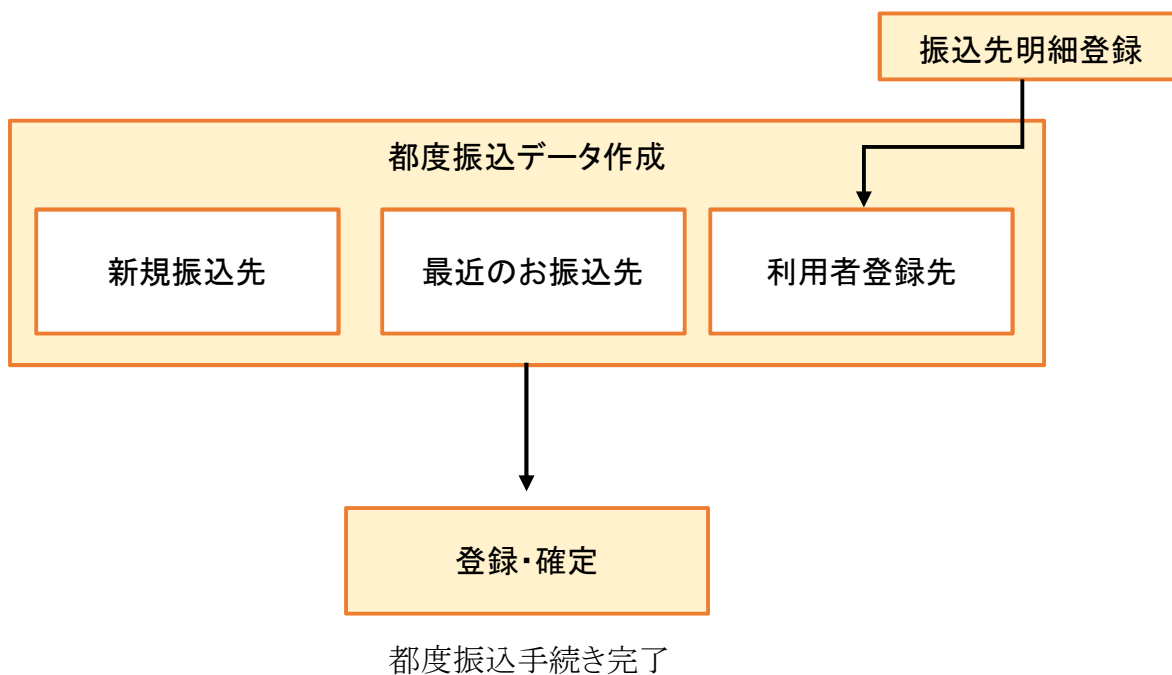 振込先明細登録
都度振込データ作成
新規振込先
最近のお振込先
利用者登録先
登録・確定
都度振込手続き完了